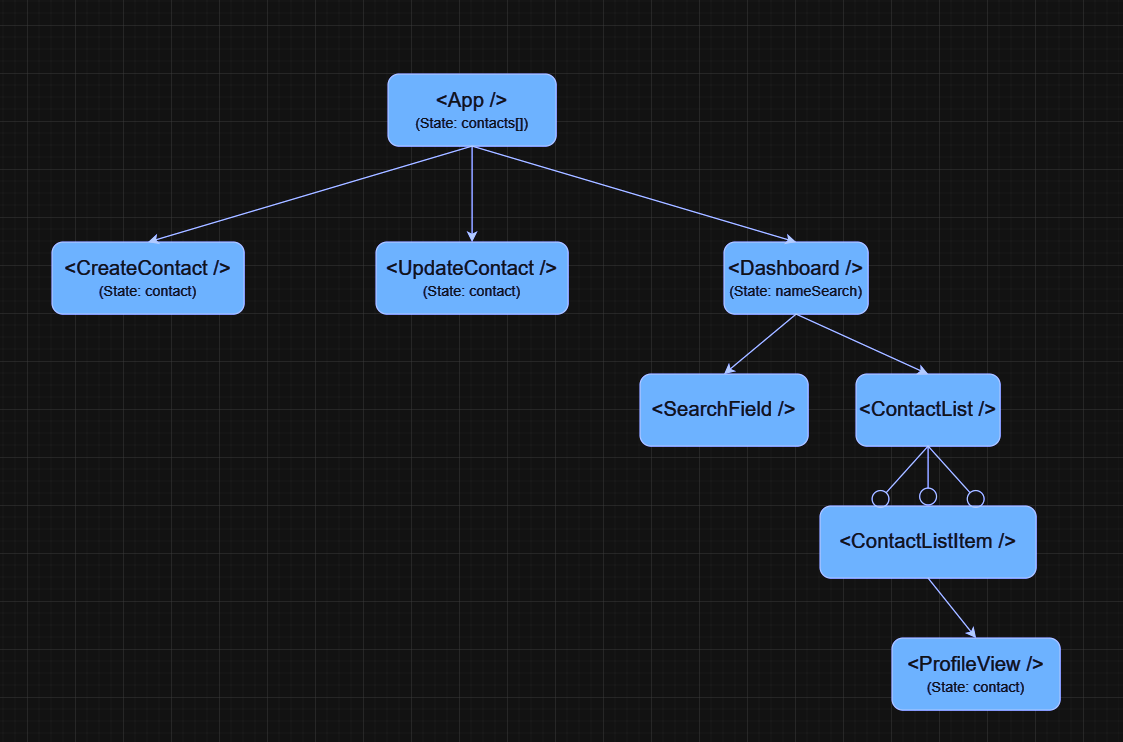 <App />
(State: contacts[])
<CreateContact />
(State: contact)
<UpdateContact />
(State: contact)
<Dashboard />
(State: nameSearch)
<SearchField />
<ContactList />
<ContactListItem />
<ProfileView />
(State: contact)